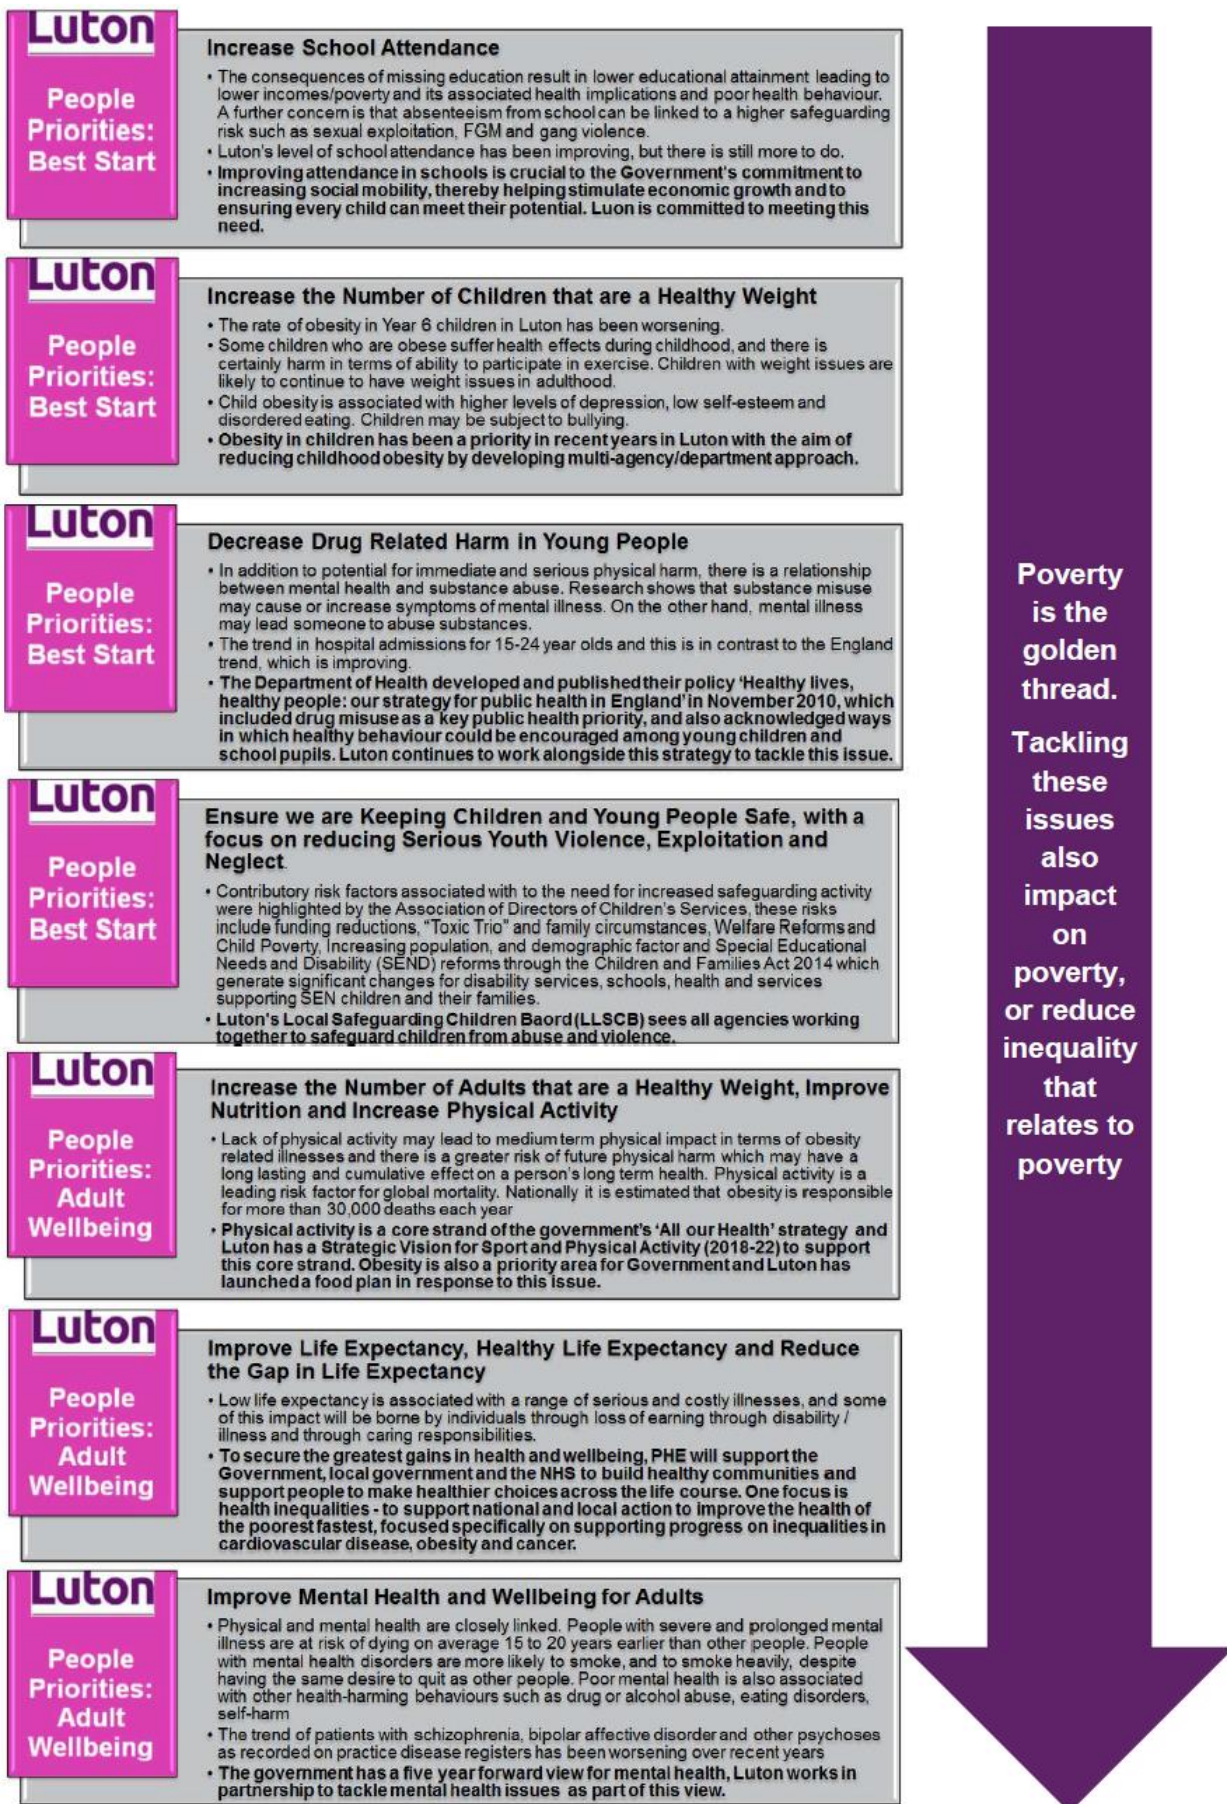 Luton
People
Priorities:
Best Start
Increase School Attendance
• The consequences of missing education result in lower educational attainment leading to
lower incomes/poverty and its associated health implications and poor health behaviour.
A further concern is that absenteeism from school can be linked to a higher safeguarding
risk such as sexual exploitation, FGM and gang violence.
• Luton's level of school attendance has been improving, but there is still more to do.
• Improving attendance in schools is crucial to the Government's commitment to
increasing social mobility, thereby helping stimulate economic growth and to
ensuring every child can meet their potential. Luon is committed to meeting this
need.
Luton
People
Priorities:
Best Start
Increase the Number of Children that are a Healthy Weight
• The rate of obesity in Year 6 children in Luton has been worsening.
• Some children who are obese suffer health effects during childhood, and there is
certainly harm in terms of ability to participate in exercise. Children with weight issues are
likely to continue to have weight issues in adulthood.
• Child obesity is associated with higher levels of depression, low self-esteem and
disordered eating. Children may be subject to bullying.
• Obesity in children has been a priority in recent years in Luton with the aim of
reducing childhood obesity by developing multi-agency/department approach.
Luton
People
Priorities:
Best Start
Decrease Drug Related Harm in Young People
• In addition to potential for immediate and serious physical harm, there is a relationship
between mental health and substance abuse. Research shows that substance misuse
may cause or increase symptoms of mental illness. On the other hand, mental illness
may lead someone to abuse substances.
• The trend in hospital admissions for 15-24 year olds and this is in contrast to the England
trend, which is improving.
• The Department of Health developed and published their policy 'Healthy lives,
healthy people: our strategy for public health in England' in November 2010, which
included drug misuse as a key public health priority, and also acknowledged ways
in which healthy behaviour could be encouraged among young children and
school pupils. Luton continues to work alongside this strategy to tackle this issue.
Luton
People
Priorities:
Best Start
Ensure we are Keeping Children and Young People Safe, with a
focus on reducing Serious Youth Violence, Exploitation and
Neglect.
• Contributory risk factors associated with to the need for increased safeguarding activity
were highlighted by the Association of Directors of Children's Services, these risks
include funding reductions, "Toxic Trio" and family circumstances, Welfare Reforms and
Child Poverty, Increasing population, and demographic factor and Special Educational
Needs and Disability (SEND) reforms through the Children and Families Act 2014 which
generate significant changes for disability services, schools, health and services
supporting SEN children and their families.
• Luton's Local Safeguarding Children Baord (LLSCB) sees all agencies working
together to safeguard children from abuse and violence.
Luton
People
Priorities:
Adult
Wellbeing
Increase the Number of Adults that are a Healthy Weight, Improve
Nutrition and Increase Physical Activity
• Lack of physical activity may lead to medium term physical impact in terms of obesity
related illnesses and there is a greater risk of future physical harm which may have a
long lasting and cumulative effect on a person's long term health. Physical activity is a
leading risk factor for global mortality. Nationally it is estimated that obesity is responsible
for more than 30,000 deaths each year
• Physical activity is a core strand of the government's 'All our Health' strategy and
Luton has a Strategic Vision for Sport and Physical Activity (2018-22) to support
this core strand. Obesity is also a priority area for Government and Luton has
launched a food plan in response to this issue.
Luton
People
Priorities:
Adult
Wellbeing
Improve Life Expectancy, Healthy Life Expectancy and Reduce
the Gap in Life Expectancy
• Low life expectancy is associated with a range of serious and costly illnesses, and some
of this impact will be borne by individuals through loss of earning through disability /
illness and through caring responsibilities.
• To secure the greatest gains in health and wellbeing, PHE will support the
Government, local government and the NHS to build healthy communities and
support people to make healthier choices across the life course. One focus is
health inequalities - to support national and local action to improve the health of
the poorest fastest, focused specifically on supporting progress on inequalities in
cardiovascular disease, obesity and cancer.
Luton
People
Priorities:
Adult
Wellbeing
Improve Mental Health and Wellbeing for Adults
• Physical and mental health are closely linked. People with severe and prolonged mental
illness are at risk of dying on average 15 to 20 years earlier than other people. People
with mental health disorders are more likely to smoke, and to smoke heavily, despite
having the same desire to quit as other people. Poor mental health is also associated
with other health-harming behaviours such as drug or alcohol abuse, eating disorders,
self-harm
• The trend of patients with schizophrenia, bipolar affective disorder and other psychoses
as recorded on practice disease registers has been worsening over recent years
• The government has a five year forward view for mental health, Luton works in
partnership to tackle mental health issues as part of this view.
Poverty
is the
golden
thread.
Tackling
these
issues
also
impact
on
poverty,
or reduce
inequality
that
relates to
poverty